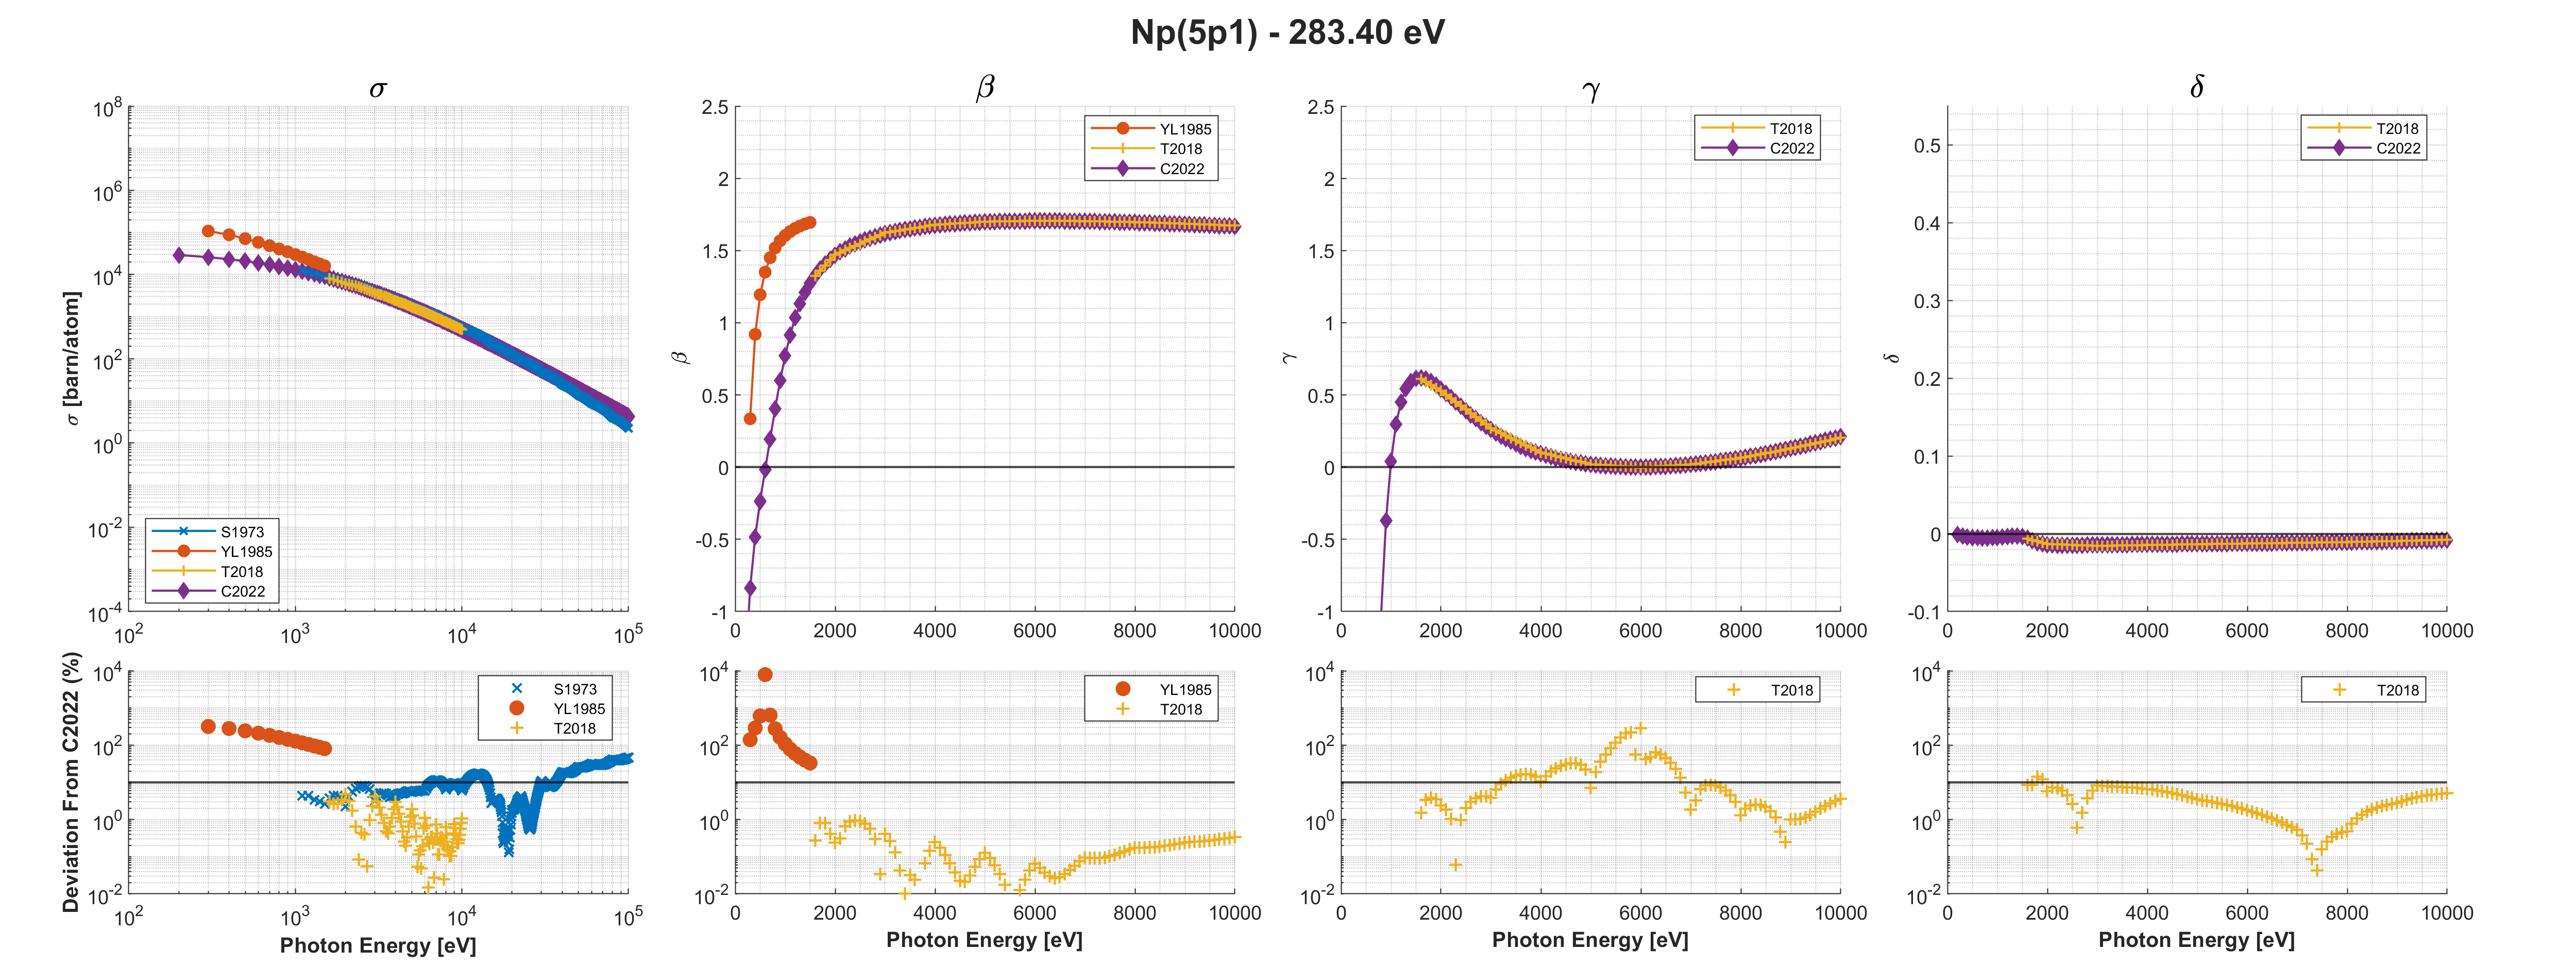 Np(5p1) - 283.40 eV
σ
σ [barn/atom]
10^8
10^6
10^4
10^2
10^0
10^-2
10^-4
10^2
10^3
10^4
10^5
S1973
YL1985
T2018
C2022
β
β
2.5
2
1.5
1
0.5
0
-0.5
-1
0
2000
4000
6000
8000
10000
YL1985
T2018
C2022
γ
γ
2.5
2
1.5
1
0.5
0
-0.5
-1
0
2000
4000
6000
8000
10000
T2018
C2022
δ
δ
0.5
0.4
0.3
0.2
0.1
0
-0.1
0
2000
4000
6000
8000
10000
T2018
C2022
Deviation From C2022 (%)
10^4
10^2
10^0
10^-2
10^2
10^3
10^4
10^5
S1973
YL1985
T2018
Photon Energy [eV]
10^4
10^2
10^0
10^-2
0
2000
4000
6000
8000
10000
YL1985
T2018
Photon Energy [eV]
10^4
10^2
10^0
10^-2
0
2000
4000
6000
8000
10000
T2018
Photon Energy [eV]
10^4
10^2
10^0
10^-2
0
2000
4000
6000
8000
10000
T2018
Photon Energy [eV]